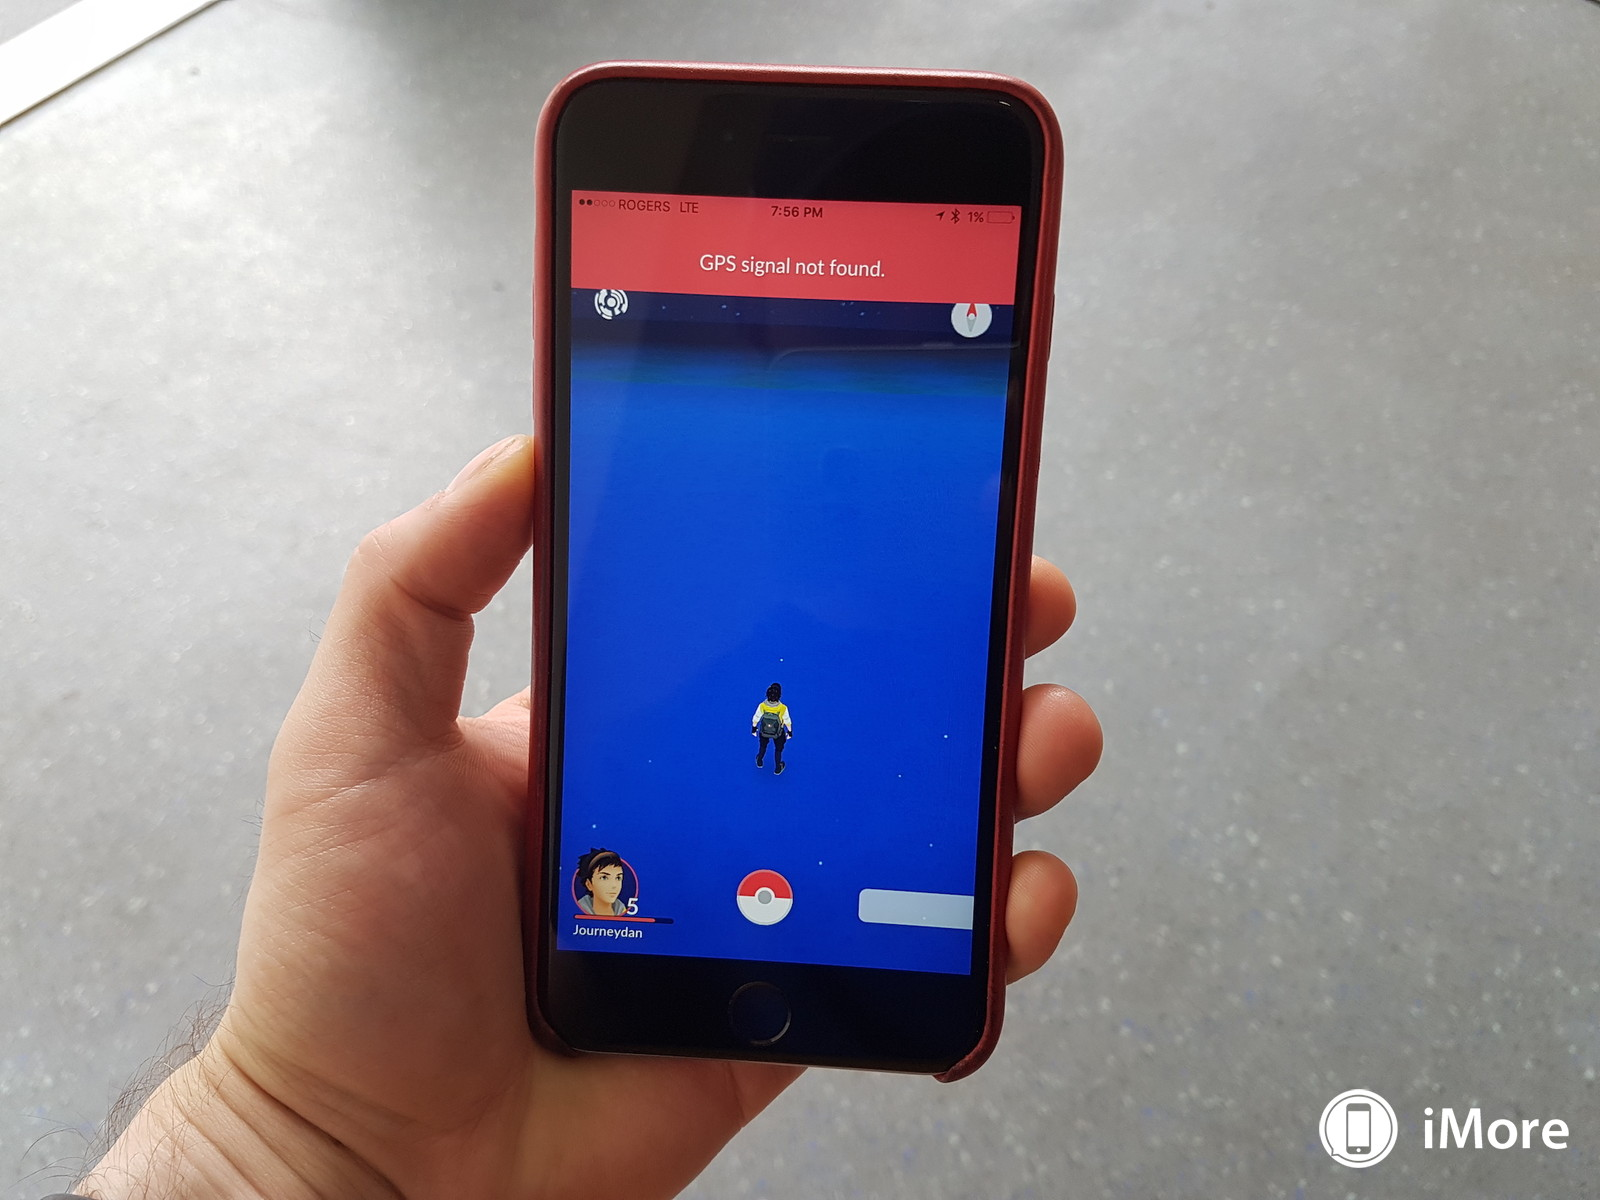 ROGERS LTE 7:56 PM 1%
GPS signal not found.
5
Journeydan
iMore